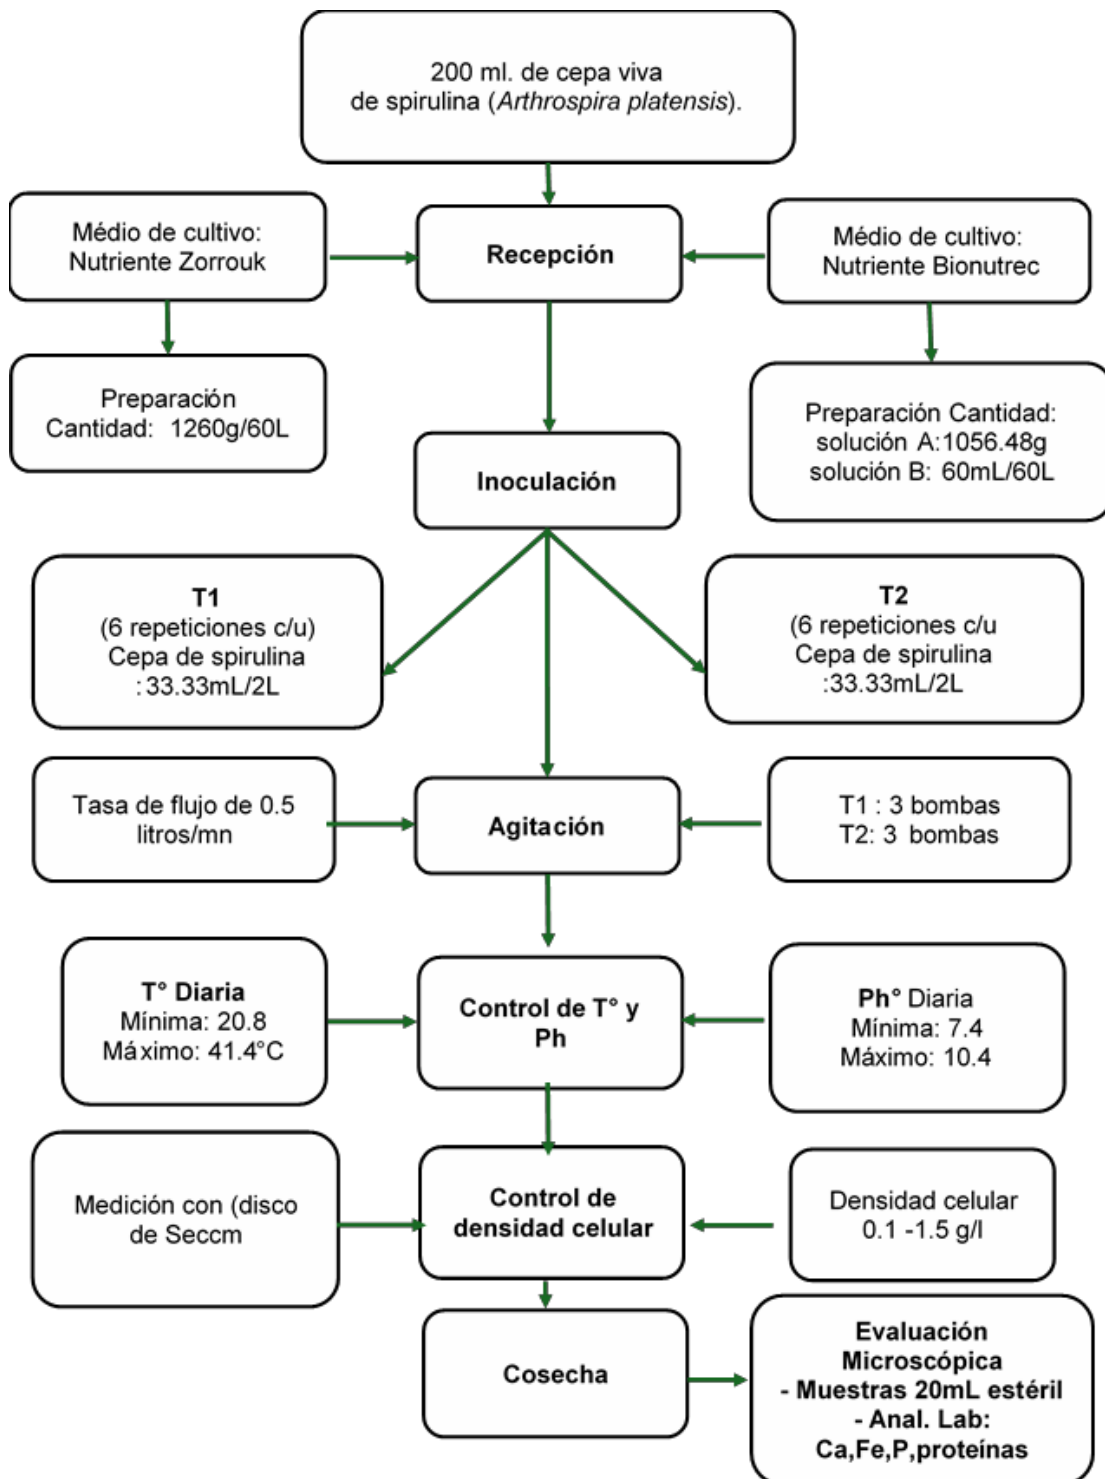 200 ml. de cepa viva
de spirulina (Arthrospira platensis).
Médio de cultivo:
Nutriente Zorrouk
Recepción
Médio de cultivo:
Nutriente Bionutrec
Preparación
Cantidad: 1260g/60L
Preparación Cantidad:
solución A:1056.48g
solución B: 60mL/60L
Inoculación
T1
(6 repeticiones c/u)
Cepa de spirulina
:33.33mL/2L
T2
(6 repeticiones c/u
Cepa de spirulina
:33.33mL/2L
Tasa de flujo de 0.5
litros/mn
Agitación
T1 : 3 bombas
T2: 3 bombas
T° Diaria
Mínima: 20.8
Máximo: 41.4°C
Control de T° y
Ph
Ph° Diaria
Mínima: 7.4
Máximo: 10.4
Medición con (disco
de Seccm
Control de
densidad celular
Densidad celular
0.1 -1.5 g/l
Cosecha
Evaluación
Microscópica
- Muestras 20mL estéril
- Anal. Lab:
Ca,Fe,P,proteínas